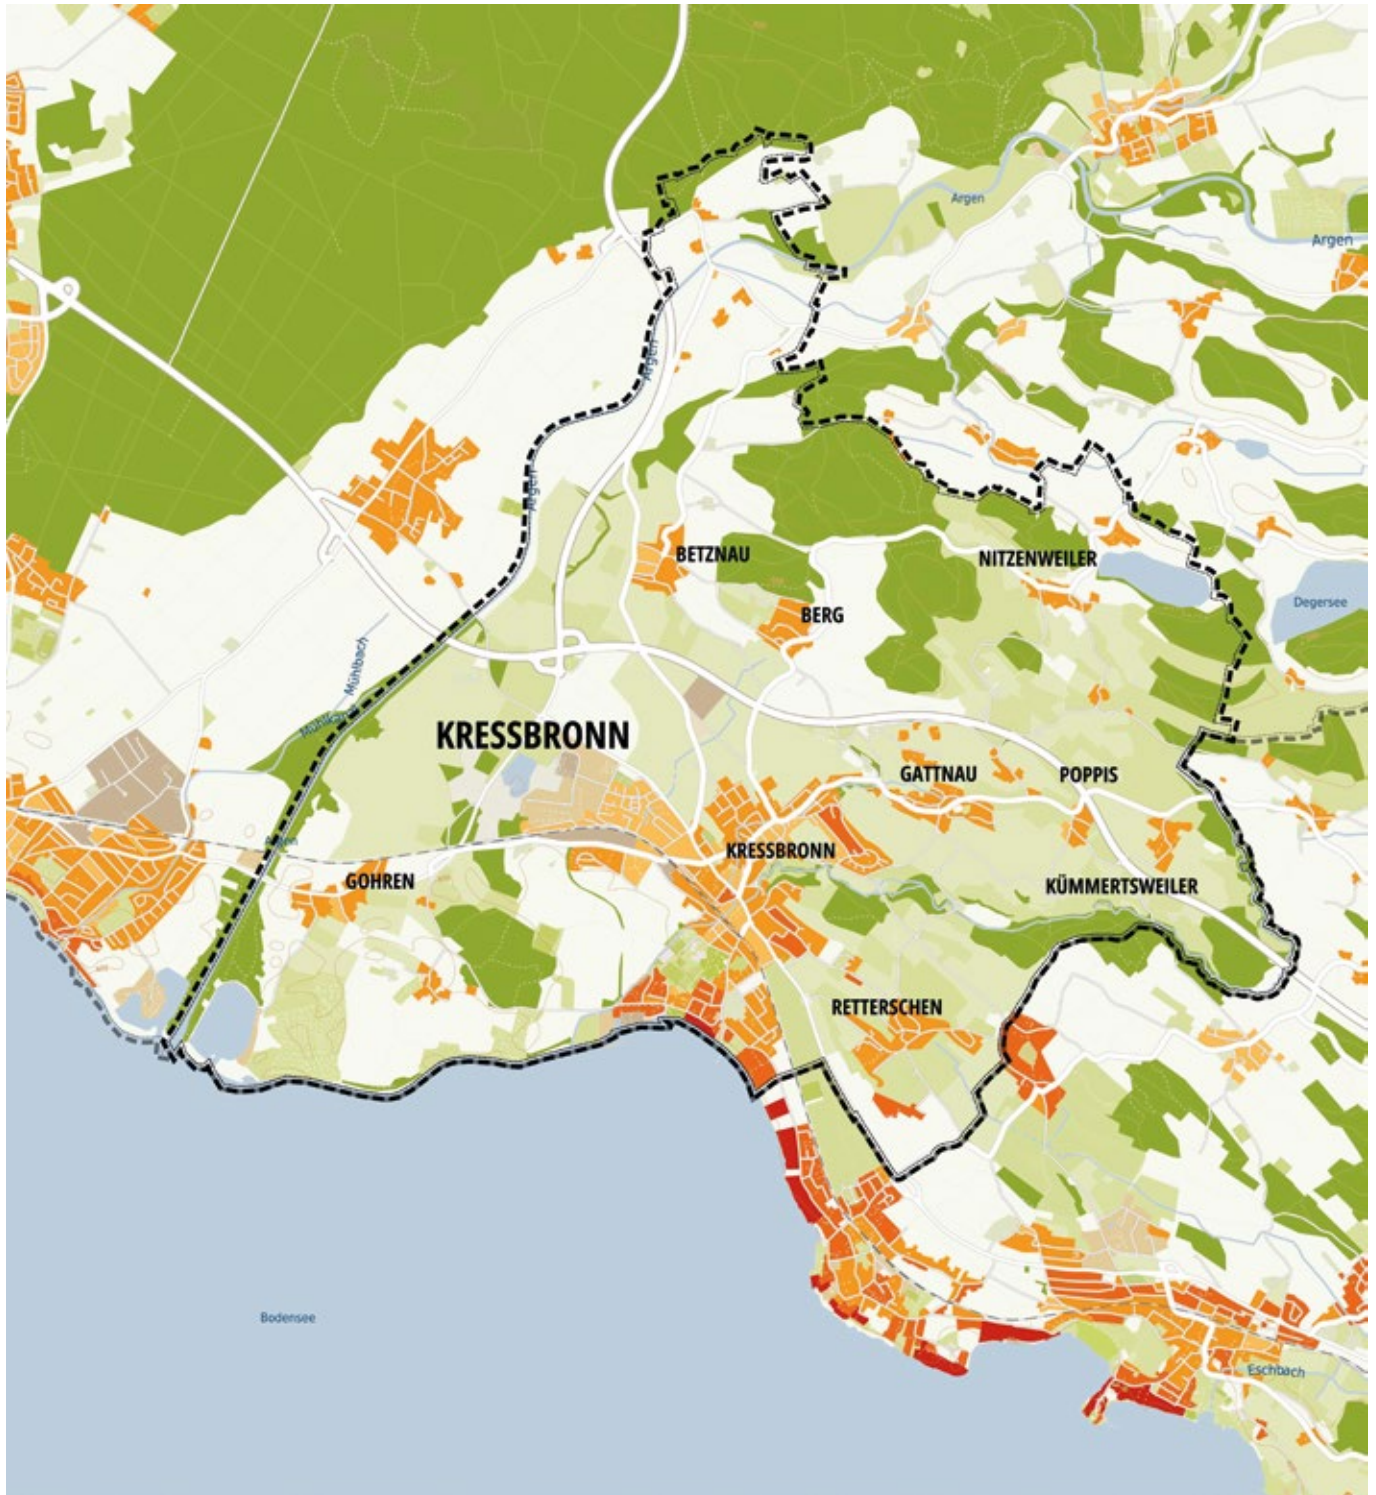 Argen
Argen
Argen
Argen
BETZNAU
NITZENWEILER
Degersee
BERG
Mühlbach
KRESSBRONN
GATTNAU
POPPIS
KRESSBRONN
GOHREN
KÜMMERTSWEILER
RETTERSCHEN
Bodensee
Eschbach